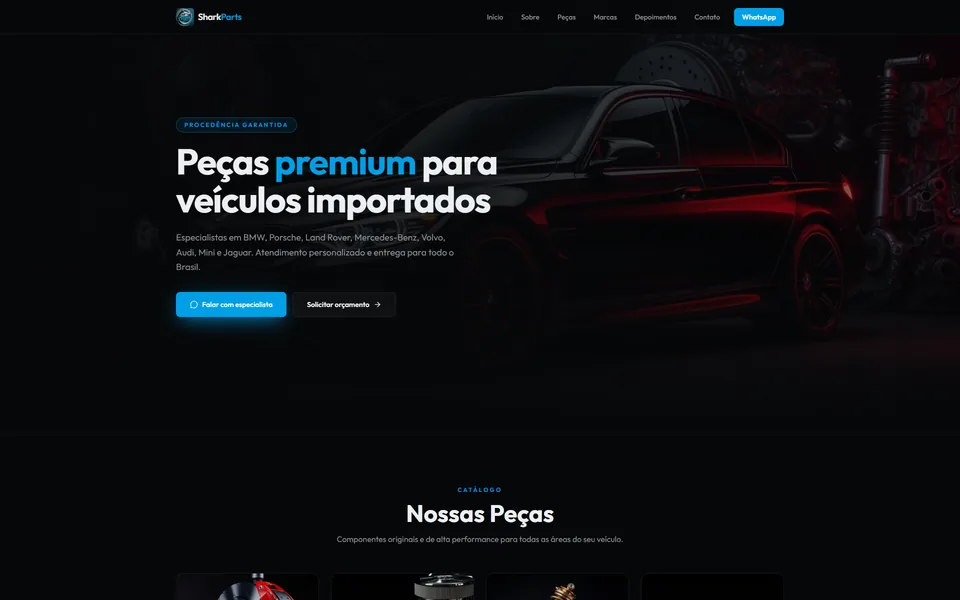 SharkParts
Início
Sobre
Peças
Marcas
Depoimentos
Contato
WhatsApp
PROCEDÊNCIA GARANTIDA
Peças premium para
veículos importados
Especialistas em BMW, Porsche, Land Rover, Mercedes-Benz, Volvo,
Audi, Mini e Jaguar. Atendimento personalizado e entrega para todo o
Brasil.
Falar com especialista
Solicitar orçamento
CATÁLOGO
Nossas Peças
Componentes originais e de alta performance para todas as áreas do seu veículo.